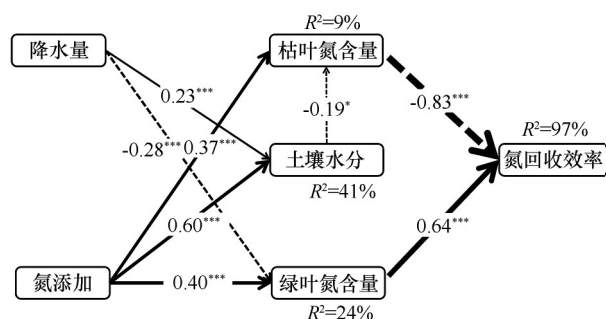 R²=9%
降水量
枯叶氮含量
0.23***
-0.83***
-0.19*
R²=97%
-0.28***
0.37***
土壤水分
氮回收效率
R²=41%
0.60***
0.64***
氮添加
0.40***
绿叶氮含量
R²=24%